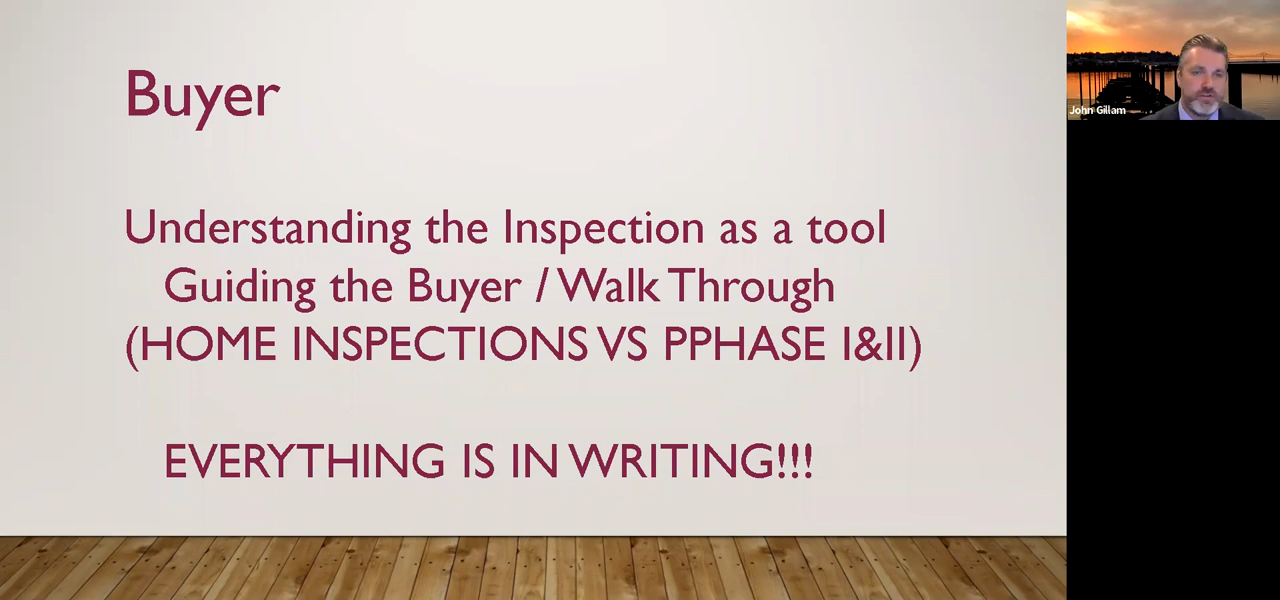 Buyer
Understanding the Inspection as a tool
Guiding the Buyer / Walk Through
(HOME INSPECTIONS VS PPHASE I&II)
EVERYTHING IS IN WRITING!!!
John Gillam